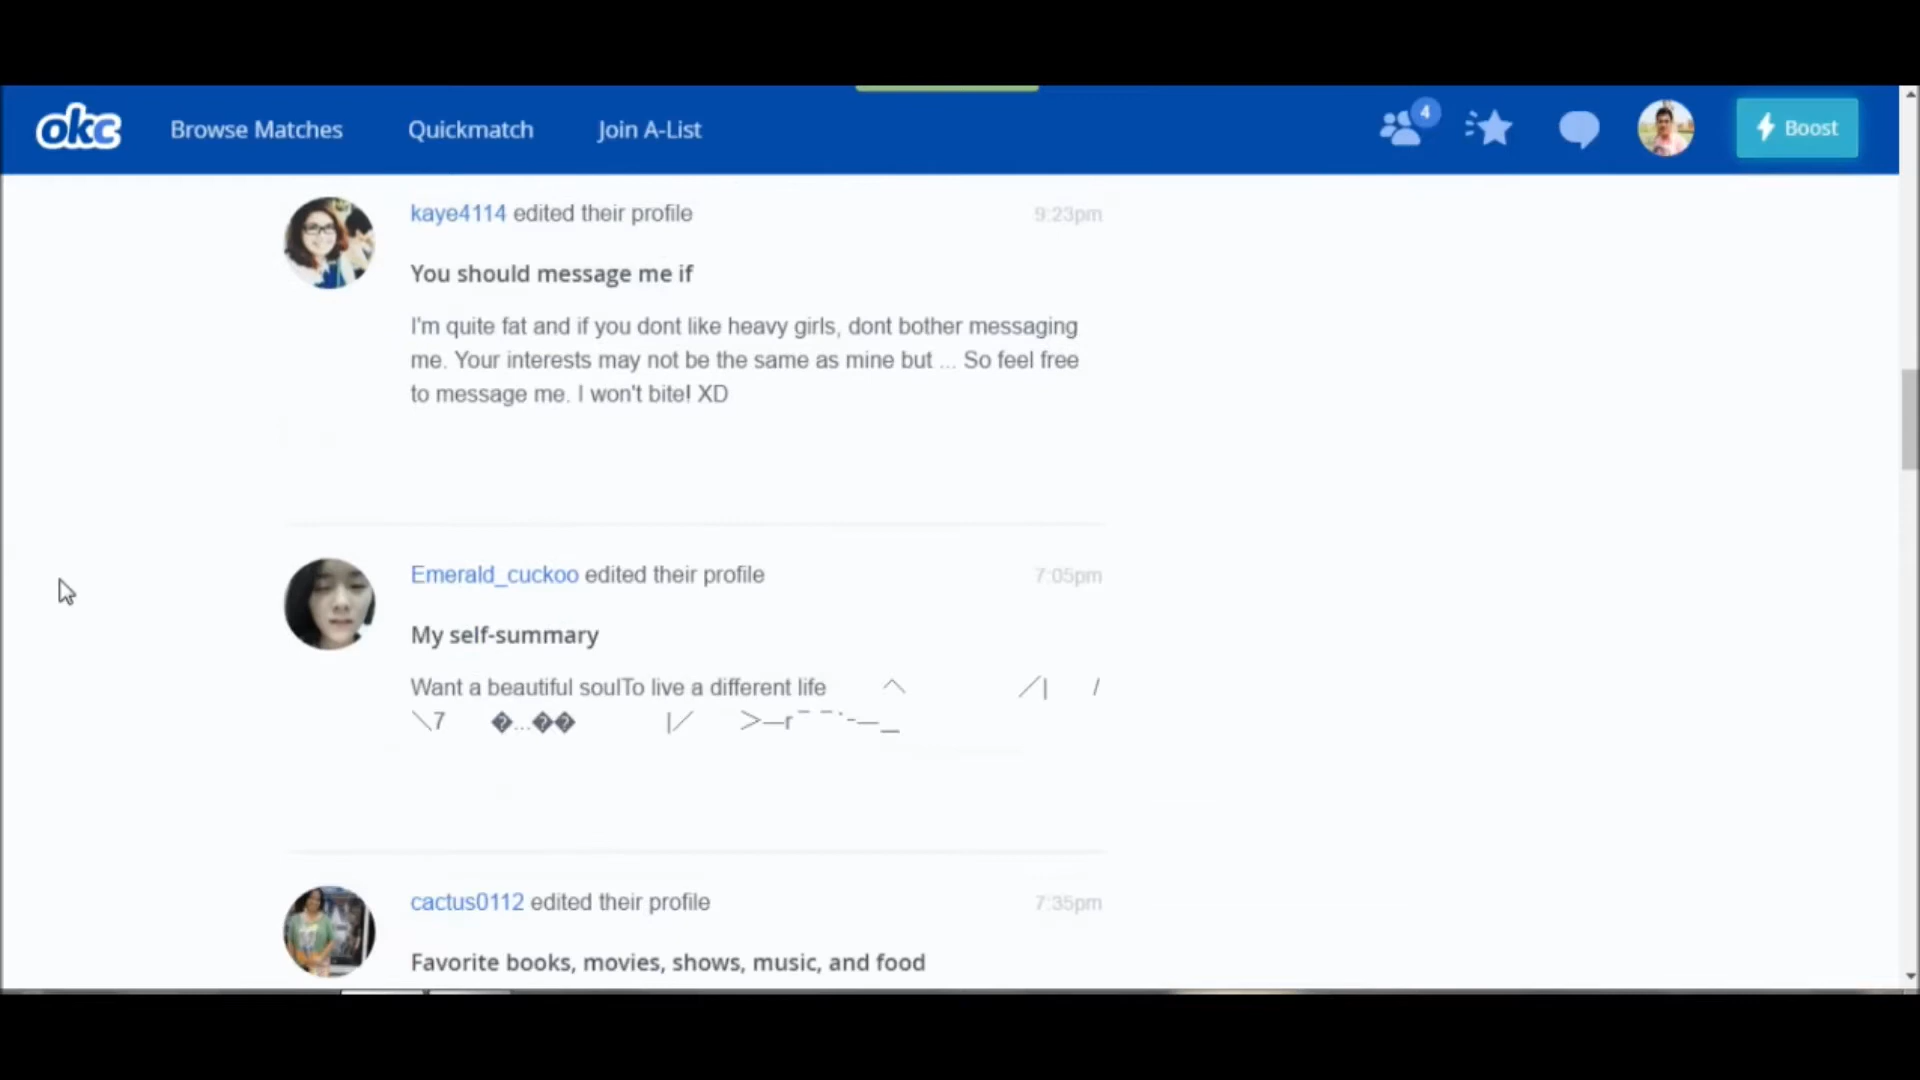 okc Browse Matches Quickmatch Join A-List 4 Boost
kaye4114 edited their profile 9:23pm
You should message me if
I'm quite fat and if you dont like heavy girls, dont bother messaging
me. Your interests may not be the same as mine but ... So feel free
to message me. I won't bite! XD
Emerald_cuckoo edited their profile 7:05pm
My self-summary
Want a beautiful soulTo live a different life ヘ ／| /
＼7 �...�� |／ ＞―r￣￣`ー―＿
cactus0112 edited their profile 7:35pm
Favorite books, movies, shows, music, and food